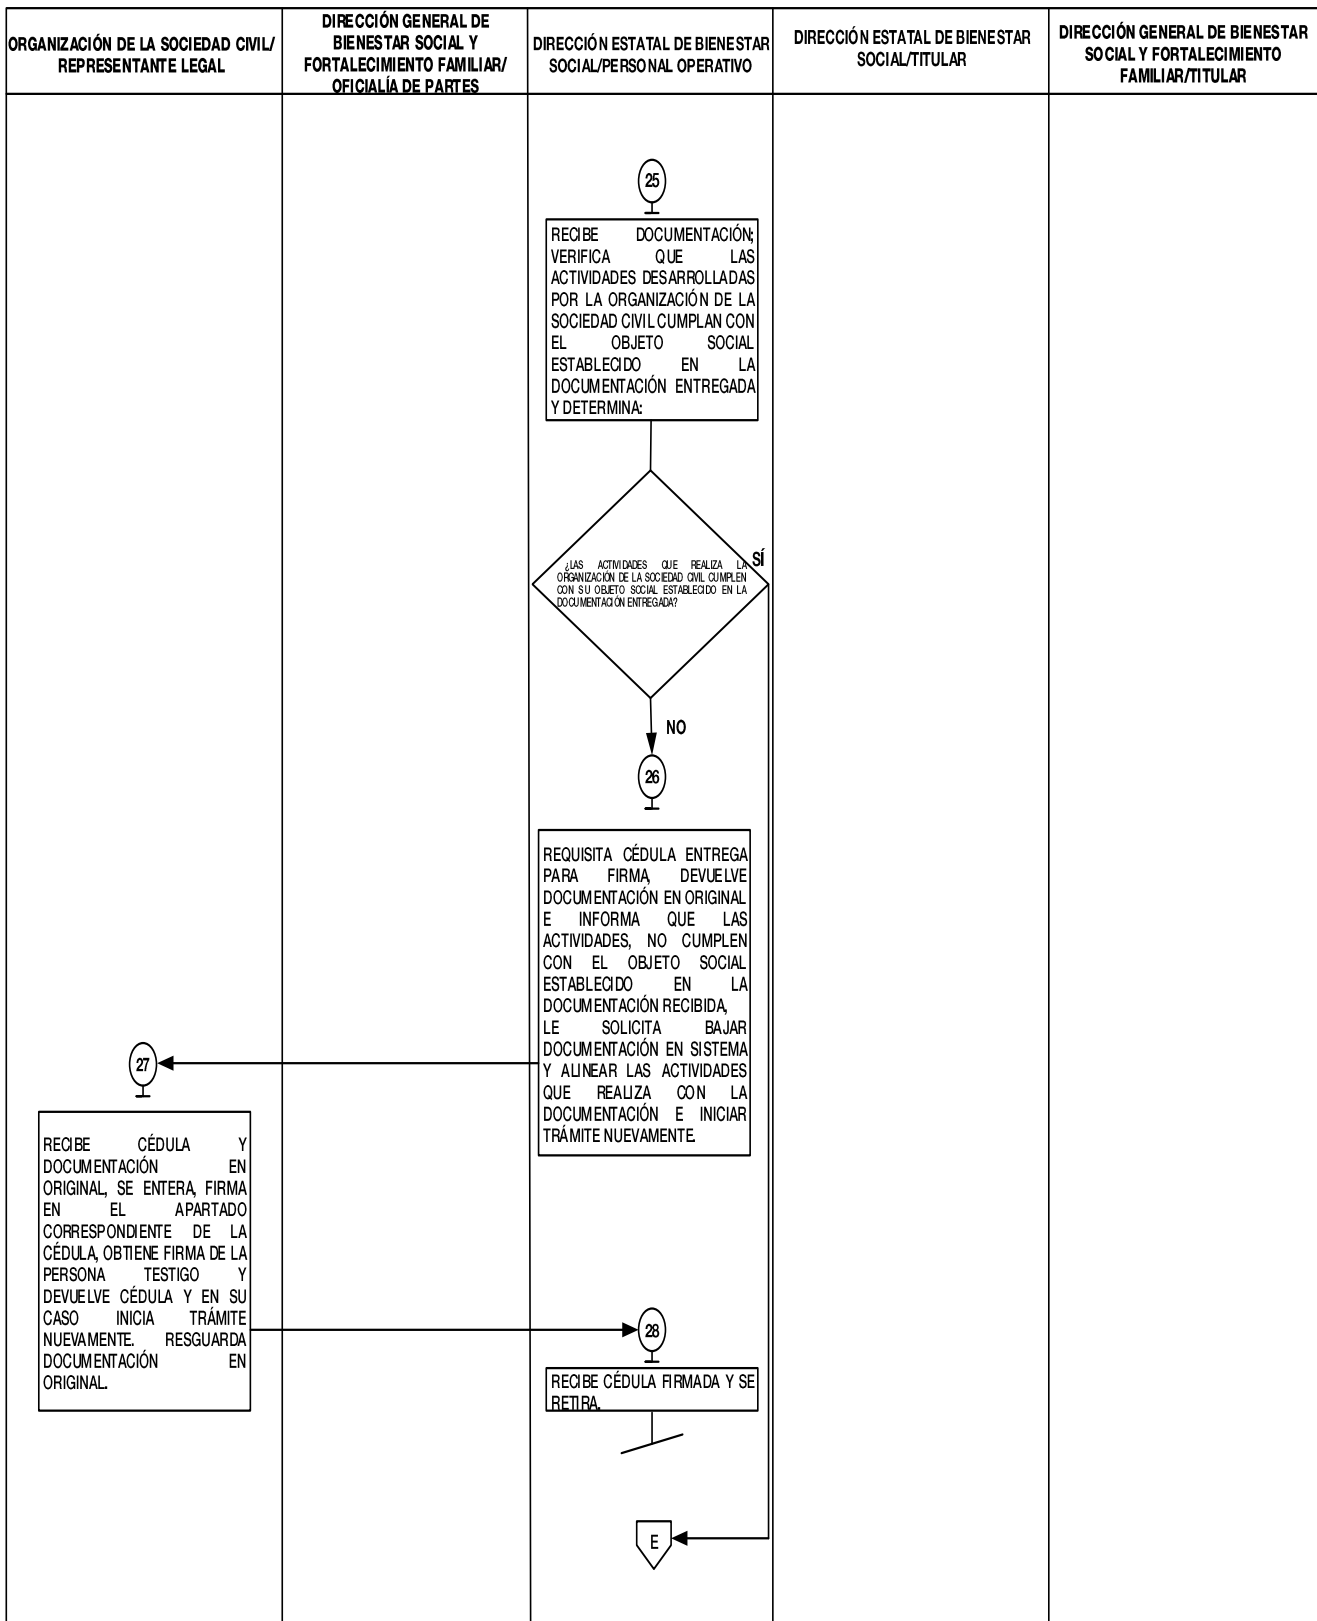 ORGANIZACIÓN DE LA SOCIEDAD CIVIL/
REPRESENTANTE LEGAL
DIRECCIÓN GENERAL DE
BIENESTAR SOCIAL Y
FORTALECIMIENTO FAMILIAR/
OFICIALÍA DE PARTES
DIRECCIÓN ESTATAL DE BIENESTAR
SOCIAL/PERSONAL OPERATIVO
DIRECCIÓN ESTATAL DE BIENESTAR
SOCIAL/TITULAR
DIRECCIÓN GENERAL DE BIENESTAR
SOCIAL Y FORTALECIMIENTO
FAMILIAR/TITULAR
25
RECIBE DOCUMENTACIÓN;
VERIFICA QUE LAS
ACTIVIDADES DESARROLLADAS
POR LA ORGANIZACIÓN DE LA
SOCIEDAD CIVIL CUMPLAN CON
EL OBJETO SOCIAL
ESTABLECIDO EN LA
DOCUMENTACIÓN ENTREGADA
Y DETERMINA:
SÍ
¿LAS ACTIVIDADES QUE REALIZA LA
ORGANIZACIÓN DE LA SOCIEDAD CIVIL CUMPLEN
CON SU OBJETO SOCIAL ESTABLECIDO EN LA
DOCUMENTACIÓN ENTREGADA?
NO
26
REQUISITA CÉDULA ENTREGA
PARA FIRMA, DEVUELVE
DOCUMENTACIÓN EN ORIGINAL
E INFORMA QUE LAS
ACTIVIDADES, NO CUMPLEN
CON EL OBJETO SOCIAL
ESTABLECIDO EN LA
DOCUMENTACIÓN RECIBIDA,
LE SOLICITA BAJAR
DOCUMENTACIÓN EN SISTEMA
Y ALINEAR LAS ACTIVIDADES
QUE REALIZA CON LA
DOCUMENTACIÓN E INICIAR
TRÁMITE NUEVAMENTE.
27
RECIBE CÉDULA Y
DOCUMENTACIÓN EN
ORIGINAL, SE ENTERA, FIRMA
EN EL APARTADO
CORRESPONDIENTE DE LA
CÉDULA, OBTIENE FIRMA DE LA
PERSONA TESTIGO Y
DEVUELVE CÉDULA Y EN SU
CASO INICIA TRÁMITE
NUEVAMENTE. RESGUARDA
DOCUMENTACIÓN EN
ORIGINAL.
28
RECIBE CÉDULA FIRMADA Y SE
RETIRA.
E